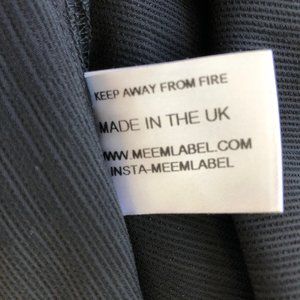 KEEP AWAY FROM FIRE
MADE IN THE UK
WWW.MEEMLABEL.COM
INSTA-MEEMLABEL